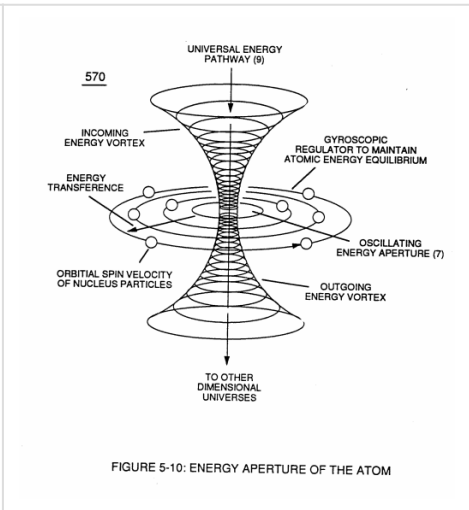 UNIVERSAL ENERGY
PATHWAY (9)
570
INCOMING
ENERGY VORTEX
GYROSCOPIC
REGULATOR TO MAINTAIN
ATOMIC ENERGY EQUILIBRIUM
ENERGY
TRANSFERENCE
OSCILLATING
ENERGY APERTURE (7)
ORBITIAL SPIN VELOCITY
OF NUCLEUS PARTICLES
OUTGOING
ENERGY VORTEX
TO OTHER
DIMENSIONAL
UNIVERSES
FIGURE 5-10: ENERGY APERTURE OF THE ATOM